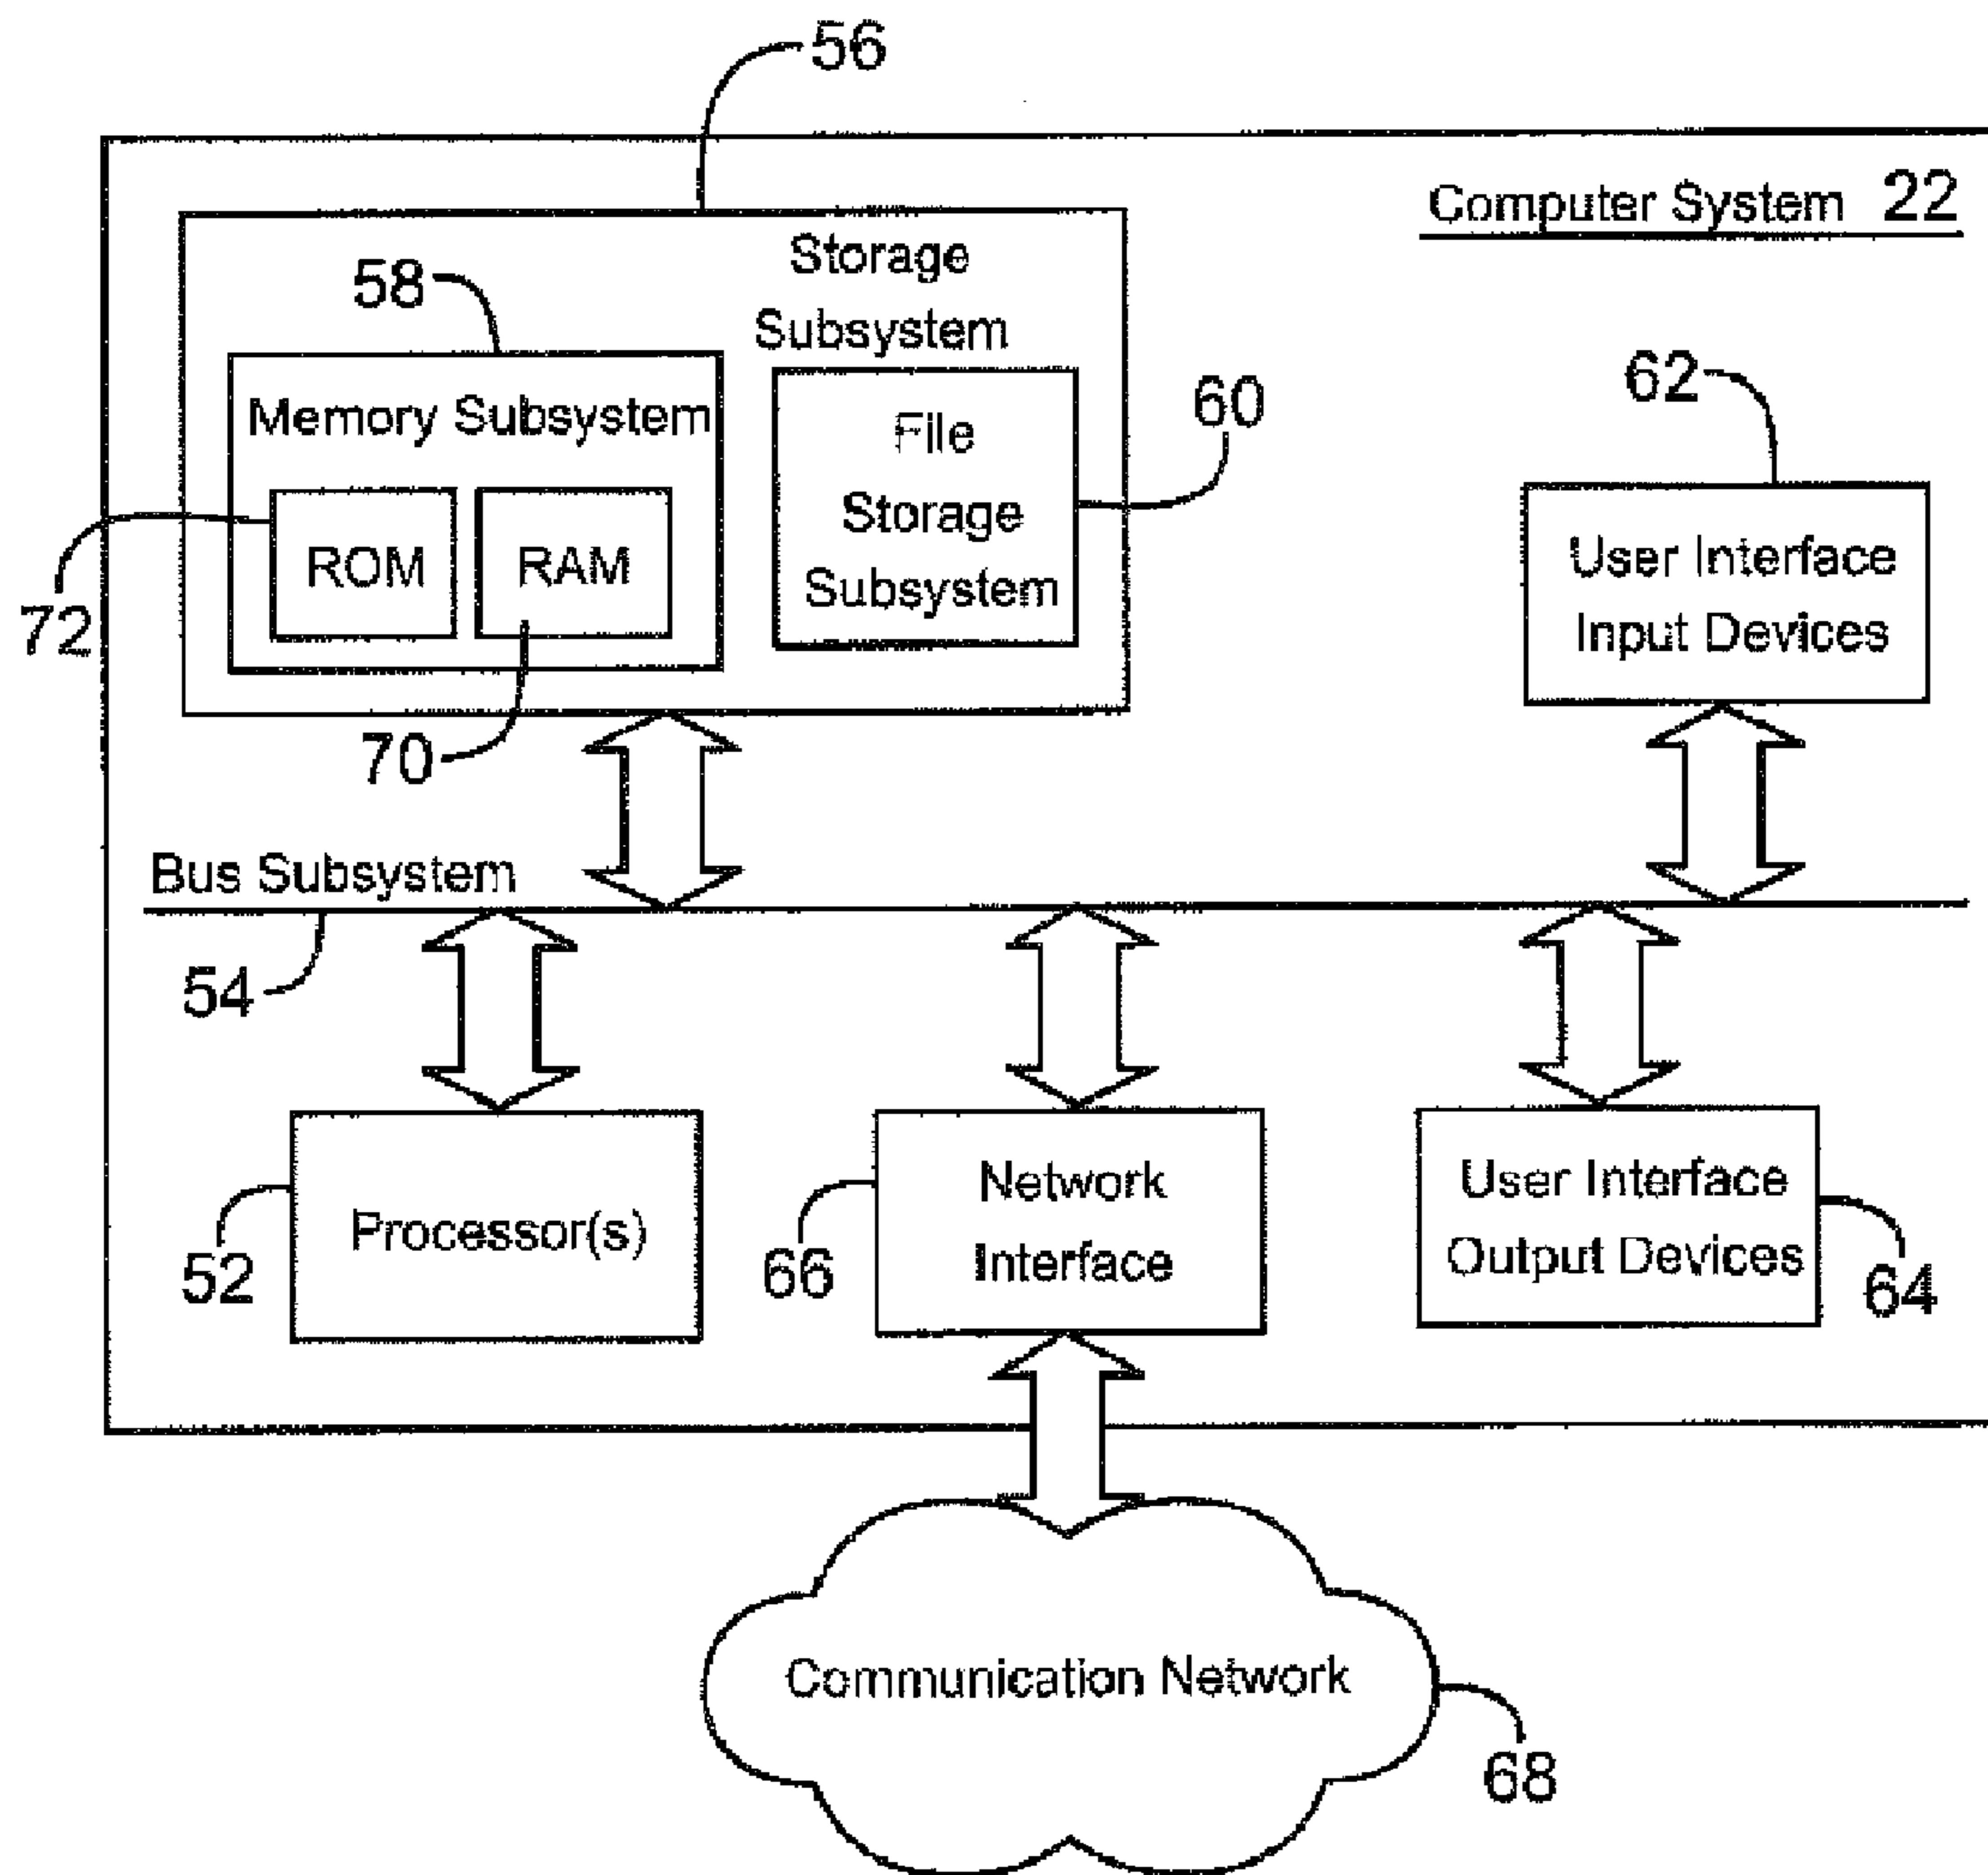 56
Computer System 22
Storage
Subsystem
58
Memory Subsystem
62
60
File
Storage
Subsystem
ROM
RAM
User Interface
Input Devices
72
70
Bus Subsystem
54
Processor(s)
52
Network
Interface
66
User Interface
Output Devices
64
Communication Network
68